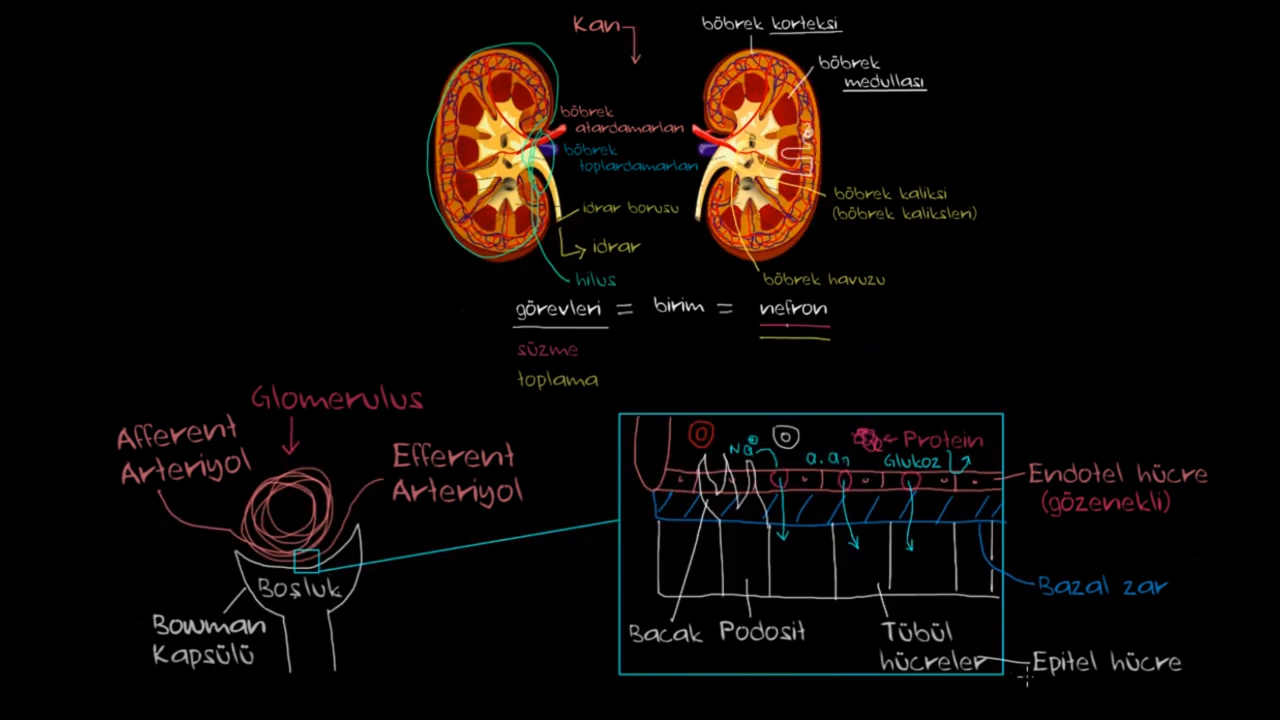 Kan
böbrek korteksi
böbrek
medullası
böbrek
atardamarları
böbrek
toplardamarları
böbrek kaliksi
(böbrek kaliksleri)
idrar borusu
idrar
hilus
böbrek havuzu
görevleri = birim = nefron
süzme
toplama
Glomerulus
Afferent
Arteriyol
Efferent
Arteriyol
Boşluk
Bowman
Kapsülü
Na⊕
a.a
Glukoz
Protein
Endotel hücre
(gözenekli)
Bazal zar
Bacak
Podosit
Tübül
hücreler
Epitel hücre